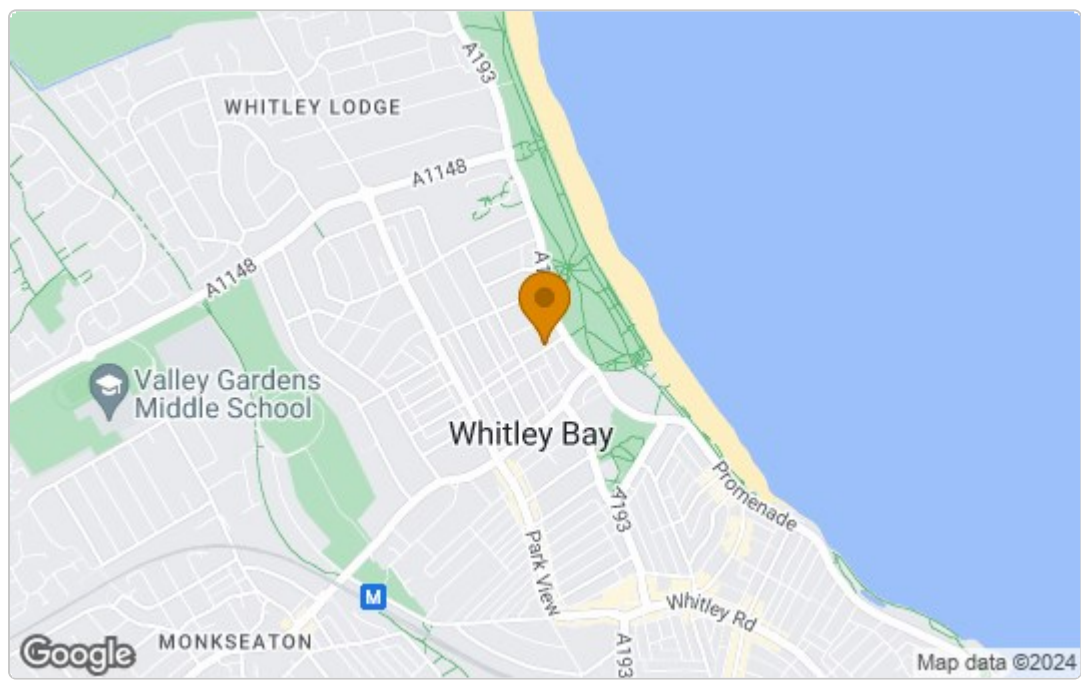 A193
WHITLEY LODGE
A1148
A1148
Valley Gardens
Middle School
Whitley Bay
Promenade
A193
Park View
M
Whitley Rd
MONKSEATON
A193
Google
Map data ©2024